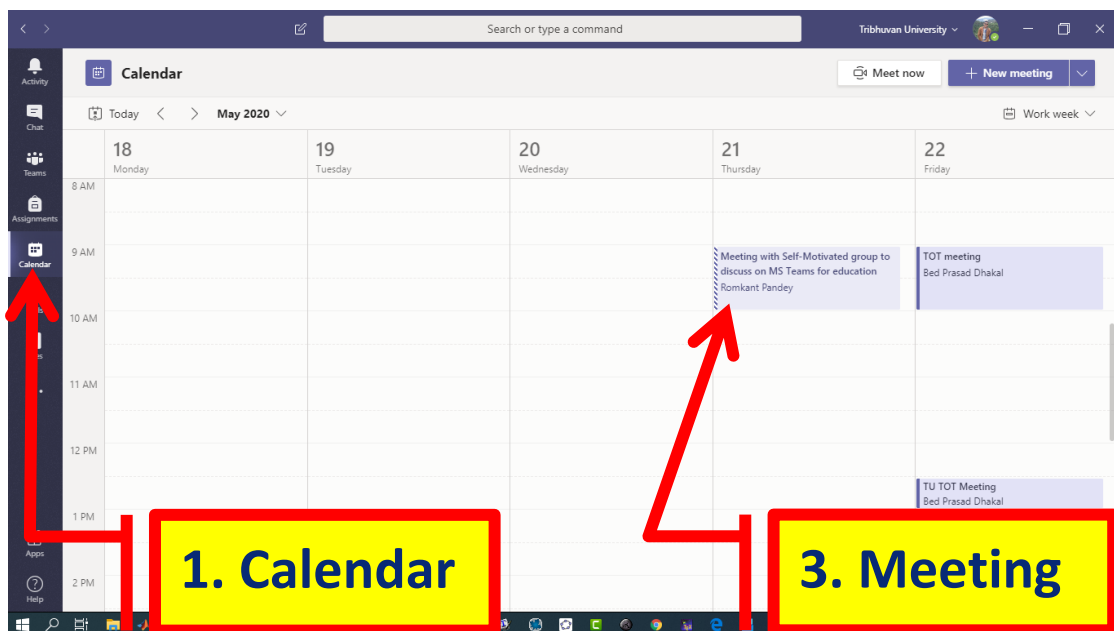 Search or type a command
Tribhuvan University
Activity
Calendar
Meet now
+ New meeting
Chat
Today
May 2020
Work week
Teams
18
Monday
19
Tuesday
20
Wednesday
21
Thursday
22
Friday
8 AM
Assignments
9 AM
Calendar
Meeting with Self-Motivated group to
discuss on MS Teams for education
Romkant Pandey
TOT meeting
Bed Prasad Dhakal
10 AM
11 AM
12 PM
TU TOT Meeting
Bed Prasad Dhakal
1 PM
Apps
2 PM
Help
1. Calendar
3. Meeting